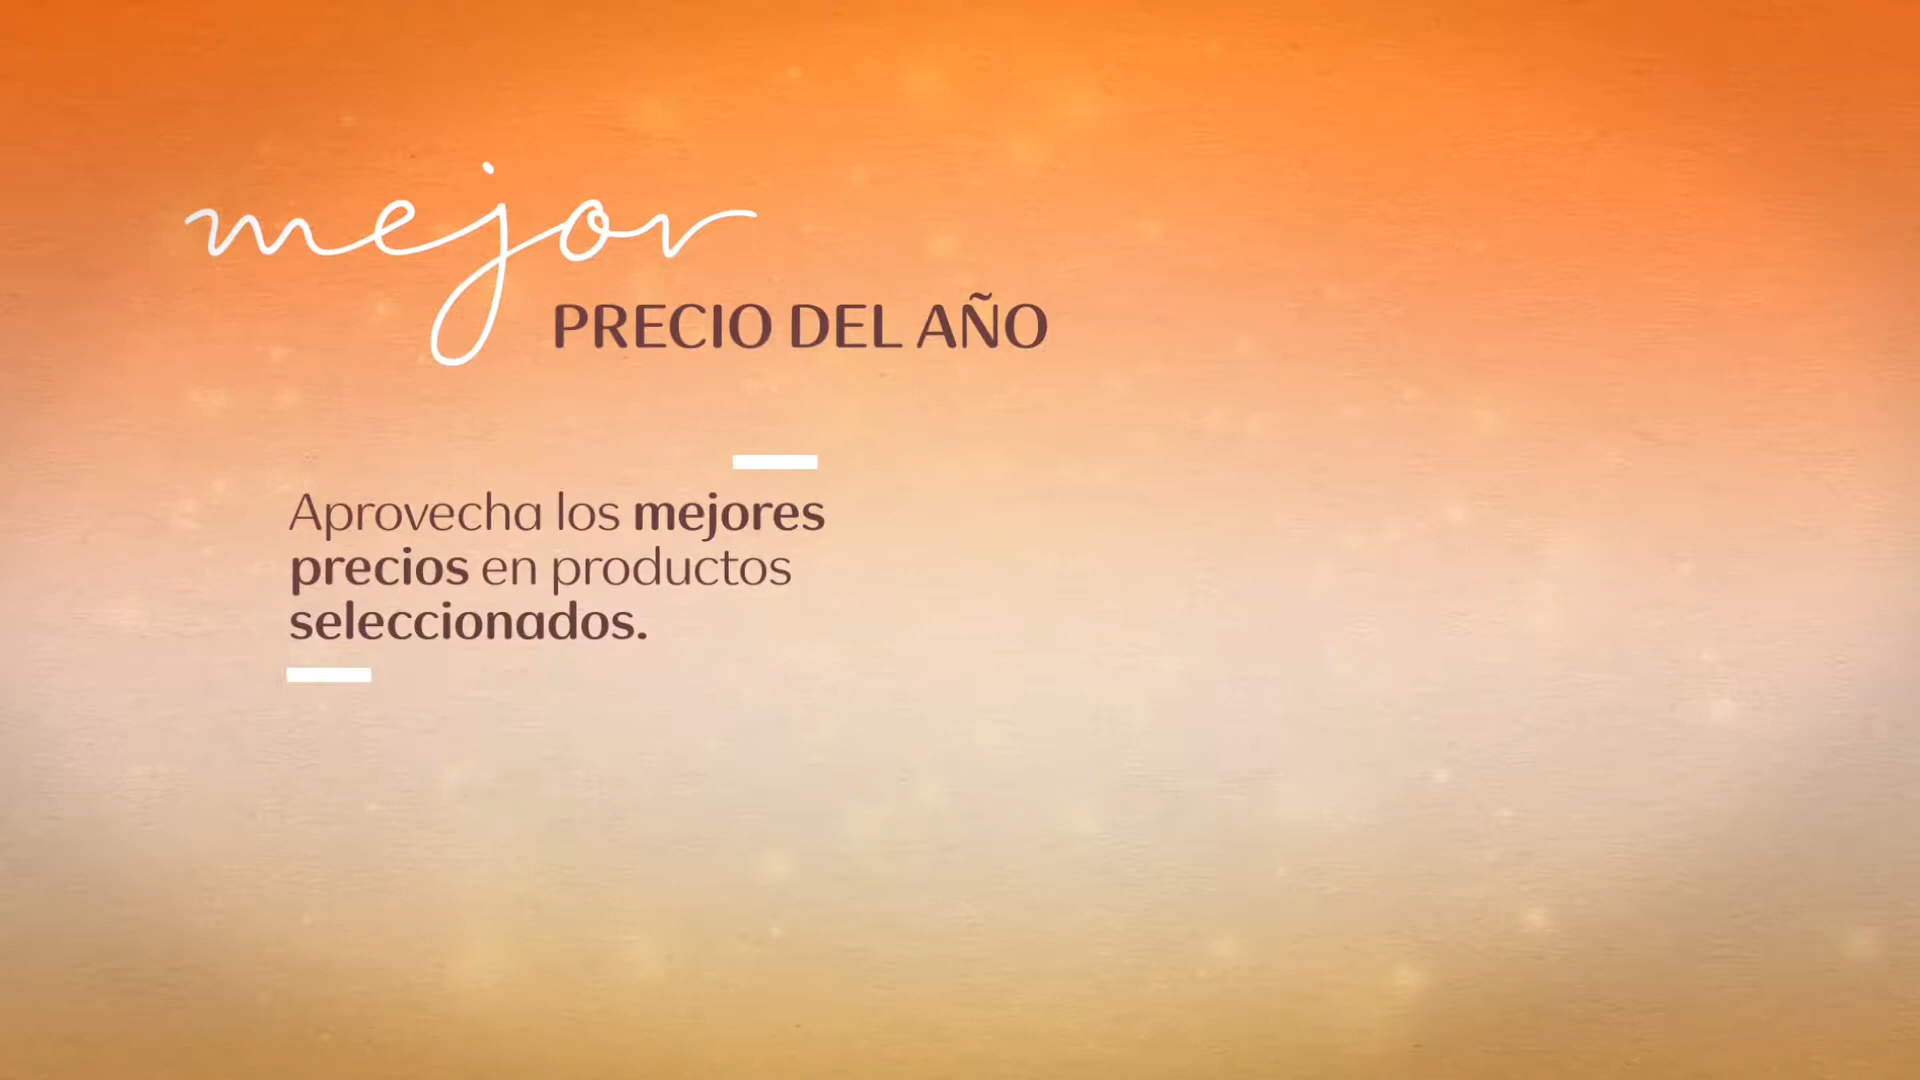 mejor
PRECIO DEL AÑO
Aprovecha los mejores
precios en productos
seleccionados.